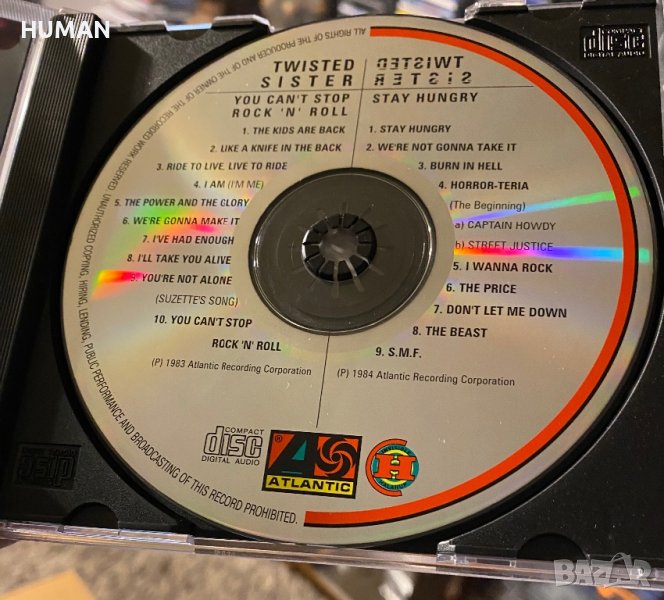 HUMAN
COMPACT
disc
DIGITAL AUDIO
ALL RIGHTS OF THE PRODUCER AND OF THE OWNER OF THE RECORDED WORK RESERVED. UNAUTHORIZED COPYING, HIRING, LENDING, PUBLIC PERFORMANCE AND BROADCASTING OF THIS RECORD PROHIBITED.
TWISTED
SISTER
YOU CAN'T STOP
ROCK 'N' ROLL
1. THE KIDS ARE BACK
2. LIKE A KNIFE IN THE BACK
3. RIDE TO LIVE, LIVE TO RIDE
4. I AM (I'M ME)
5. THE POWER AND THE GLORY
6. WE'RE GONNA MAKE IT
7. I'VE HAD ENOUGH
8. I'LL TAKE YOU ALIVE
9. YOU'RE NOT ALONE
(SUZETTE'S SONG)
10. YOU CAN'T STOP
ROCK 'N' ROLL
(P) 1983 Atlantic Recording Corporation
TWISTED
SISTER
STAY HUNGRY
1. STAY HUNGRY
2. WE'RE NOT GONNA TAKE IT
3. BURN IN HELL
4. HORROR-TERIA
(The Beginning)
a) CAPTAIN HOWDY
b) STREET JUSTICE
5. I WANNA ROCK
6. THE PRICE
7. DON'T LET ME DOWN
8. THE BEAST
9. S.M.F.
(P) 1984 Atlantic Recording Corporation
COMPACT
disc
DIGITAL AUDIO
ATLANTIC
H
BAZAR